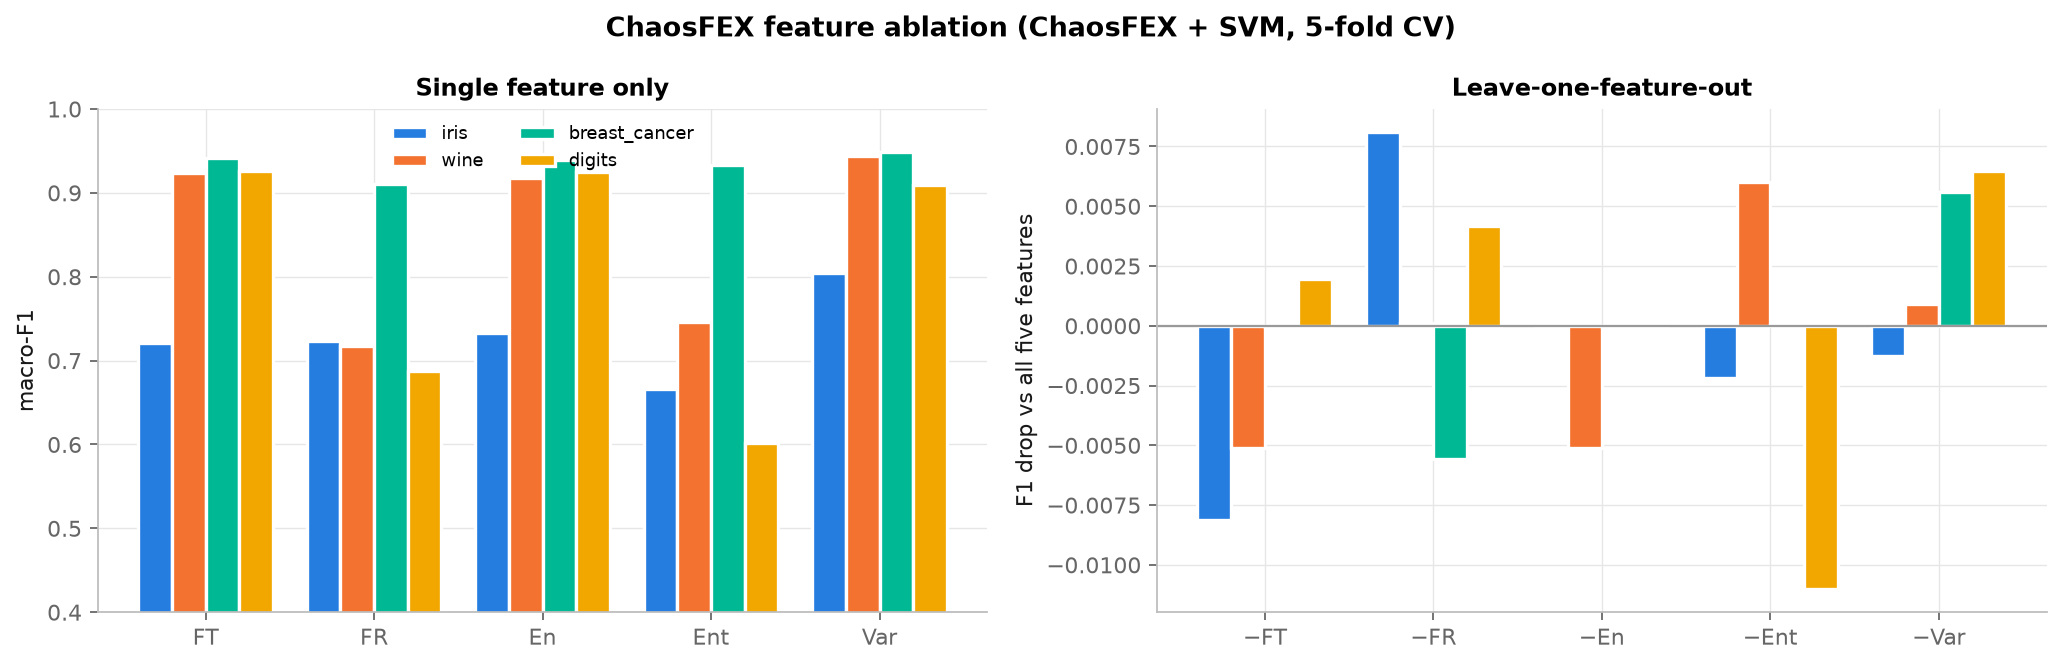 ChaosFEX feature ablation (ChaosFEX + SVM, 5-fold CV)
Single feature only
iris
wine
breast_cancer
digits
macro-F1
1.0
0.9
0.8
0.7
0.6
0.5
0.4
FT
FR
En
Ent
Var
Leave-one-feature-out
F1 drop vs all five features
0.0075
0.0050
0.0025
0.0000
−0.0025
−0.0050
−0.0075
−0.0100
−FT
−FR
−En
−Ent
−Var